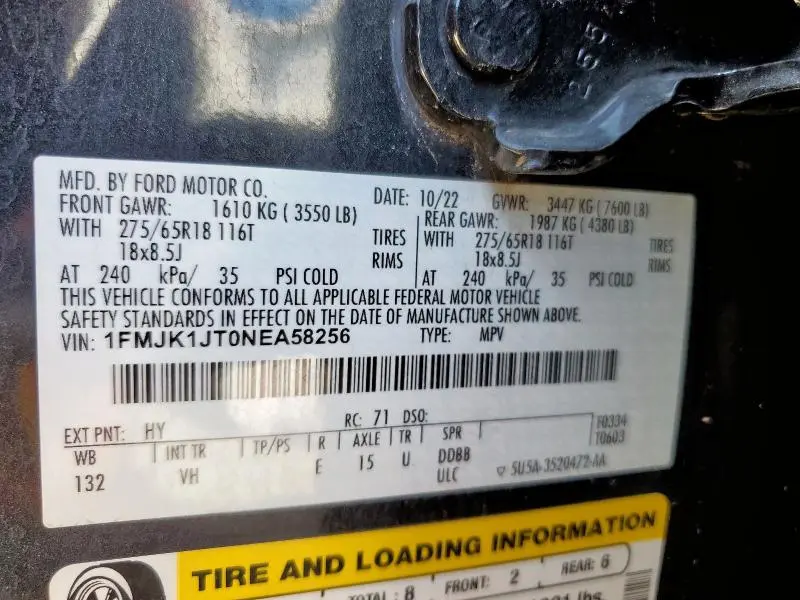 255
MFD. BY FORD MOTOR CO.
DATE: 10/22 GVWR: 3447 KG ( 7600 LB)
FRONT GAWR: 1610 KG ( 3550 LB)
REAR GAWR: 1987 KG ( 4380 LB)
WITH 275/65R18 116T TIRES
WITH 275/65R18 116T TIRES
18x8.5J RIMS
18x8.5J RIMS
AT 240 kPa/ 35 PSI COLD
AT 240 kPa/ 35 PSI COLD
THIS VEHICLE CONFORMS TO ALL APPLICABLE FEDERAL MOTOR VEHICLE
SAFETY STANDARDS IN EFFECT ON THE DATE OF MANUFACTURE SHOWN ABOVE.
VIN: 1FMJK1JT0NEA58256 TYPE: MPV
EXT PNT: HY RC: 71 DSO: F0334
WB INT TR TP/PS R AXLE TR SPR T0603
132 VH E 15 U DDBB
ULC 5U5A-3520472-AA
TIRE AND LOADING INFORMATION
TOTAL: 8 FRONT: 2 REAR: 6
lbs.